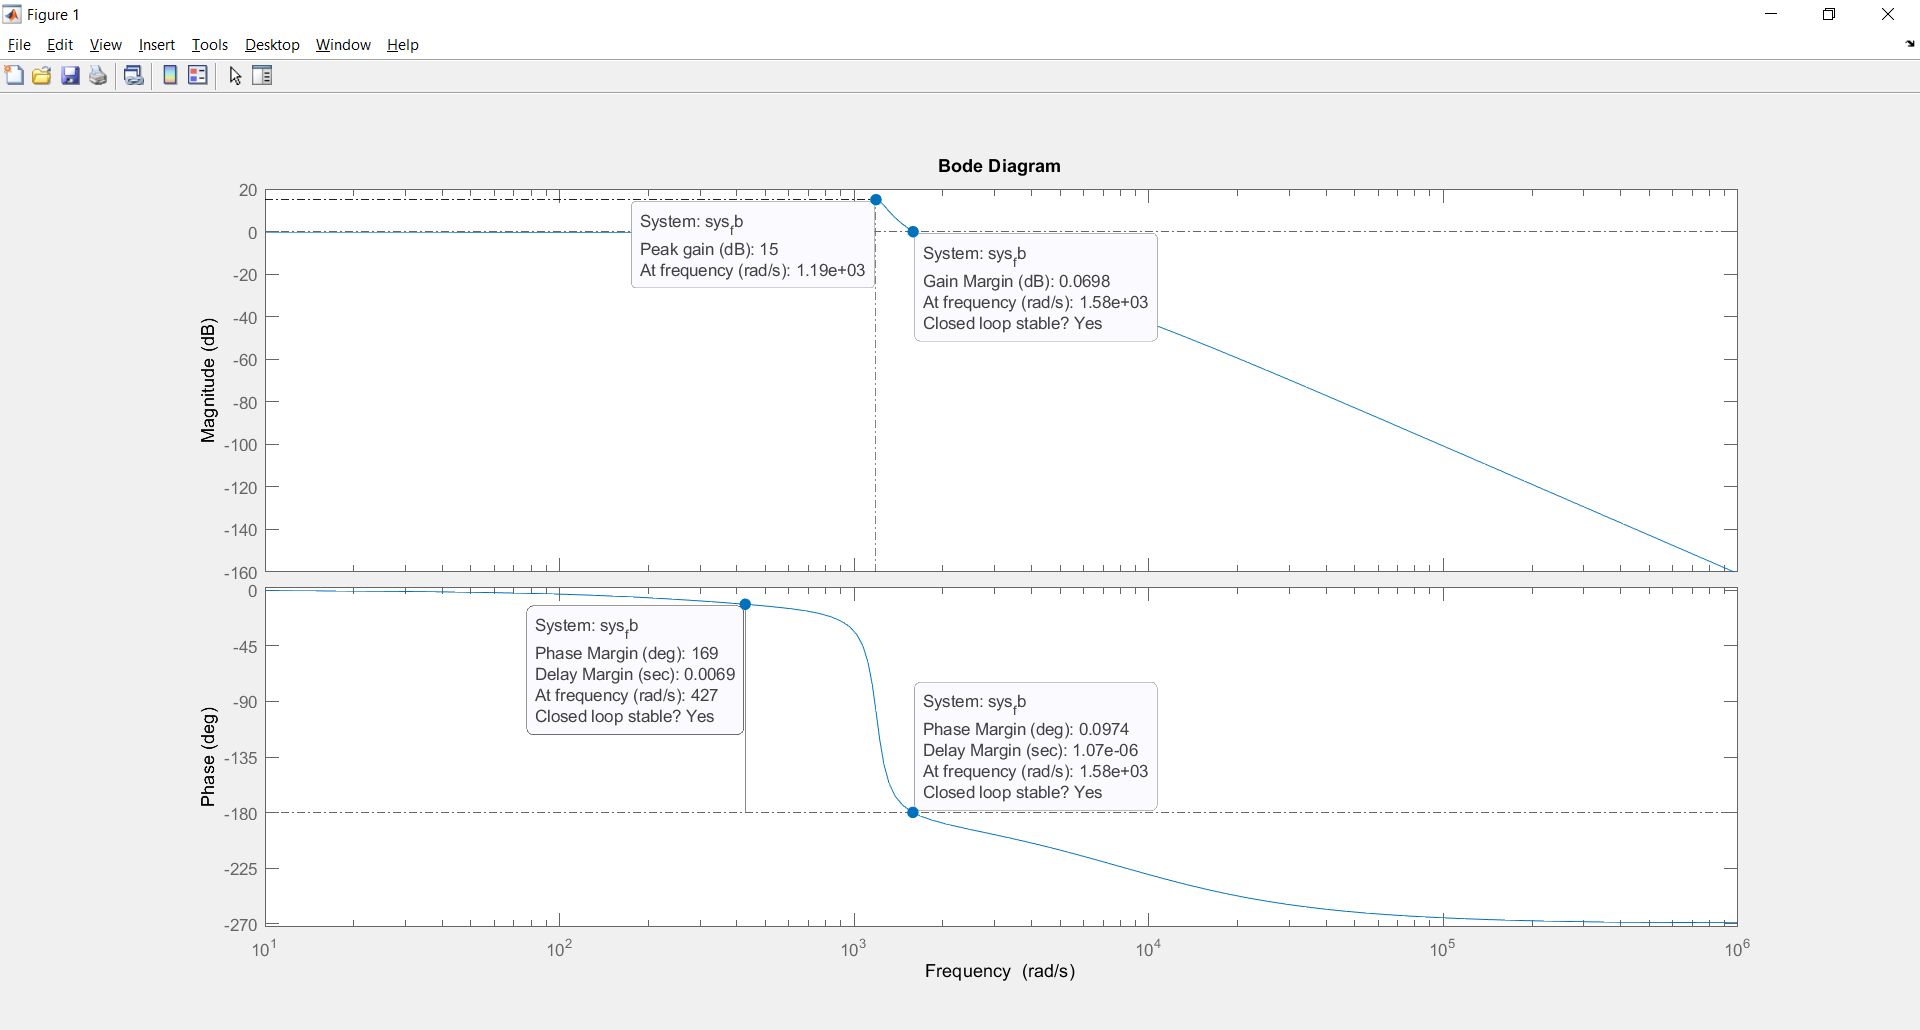 Figure 1
File Edit View Insert Tools Desktop Window Help
Bode Diagram
Magnitude (dB)
20
0
-20
-40
-60
-80
-100
-120
-140
-160
System: sys_fb
Peak gain (dB): 15
At frequency (rad/s): 1.19e+03
System: sys_fb
Gain Margin (dB): 0.0698
At frequency (rad/s): 1.58e+03
Closed loop stable? Yes
Phase (deg)
0
-45
-90
-135
-180
-225
-270
System: sys_fb
Phase Margin (deg): 169
Delay Margin (sec): 0.0069
At frequency (rad/s): 427
Closed loop stable? Yes
System: sys_fb
Phase Margin (deg): 0.0974
Delay Margin (sec): 1.07e-06
At frequency (rad/s): 1.58e+03
Closed loop stable? Yes
10^1 10^2 10^3 10^4 10^5 10^6
Frequency (rad/s)